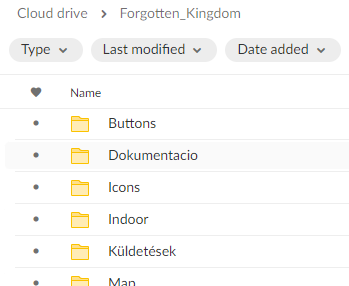 Cloud drive > Forgotten_Kingdom
Type Last modified Date added
Name
Buttons
Dokumentacio
Icons
Indoor
Küldetések
Map